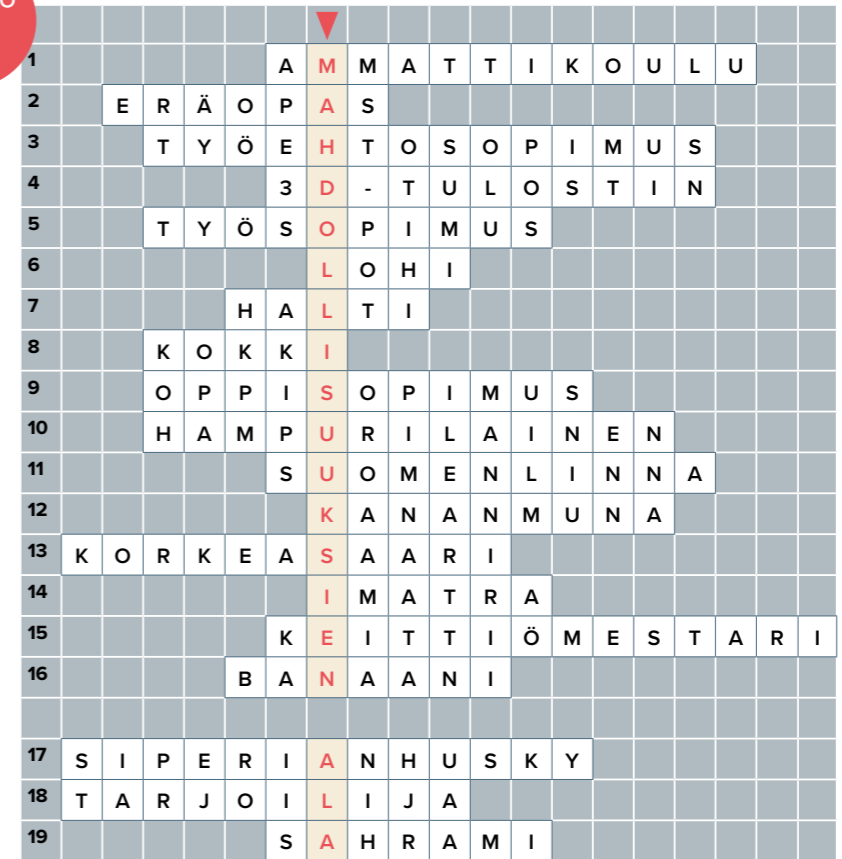 1 AMMATTIKOULU
2 ERÄOPAS
3 TYÖEHTOSOPIMUS
4 3D-TULOSTIN
5 TYÖSOPIMUS
6 LOHI
7 HALTI
8 KOKKI
9 OPPISOPIMUS
10 HAMPURILAINEN
11 SUOMENLINNA
12 KANANMUNA
13 KORKEASAARI
14 IMATRA
15 KEITTIÖMESTARI
16 BANAANI
17 SIPERIANHUSKY
18 TARJOILIJA
19 SAHRAMI